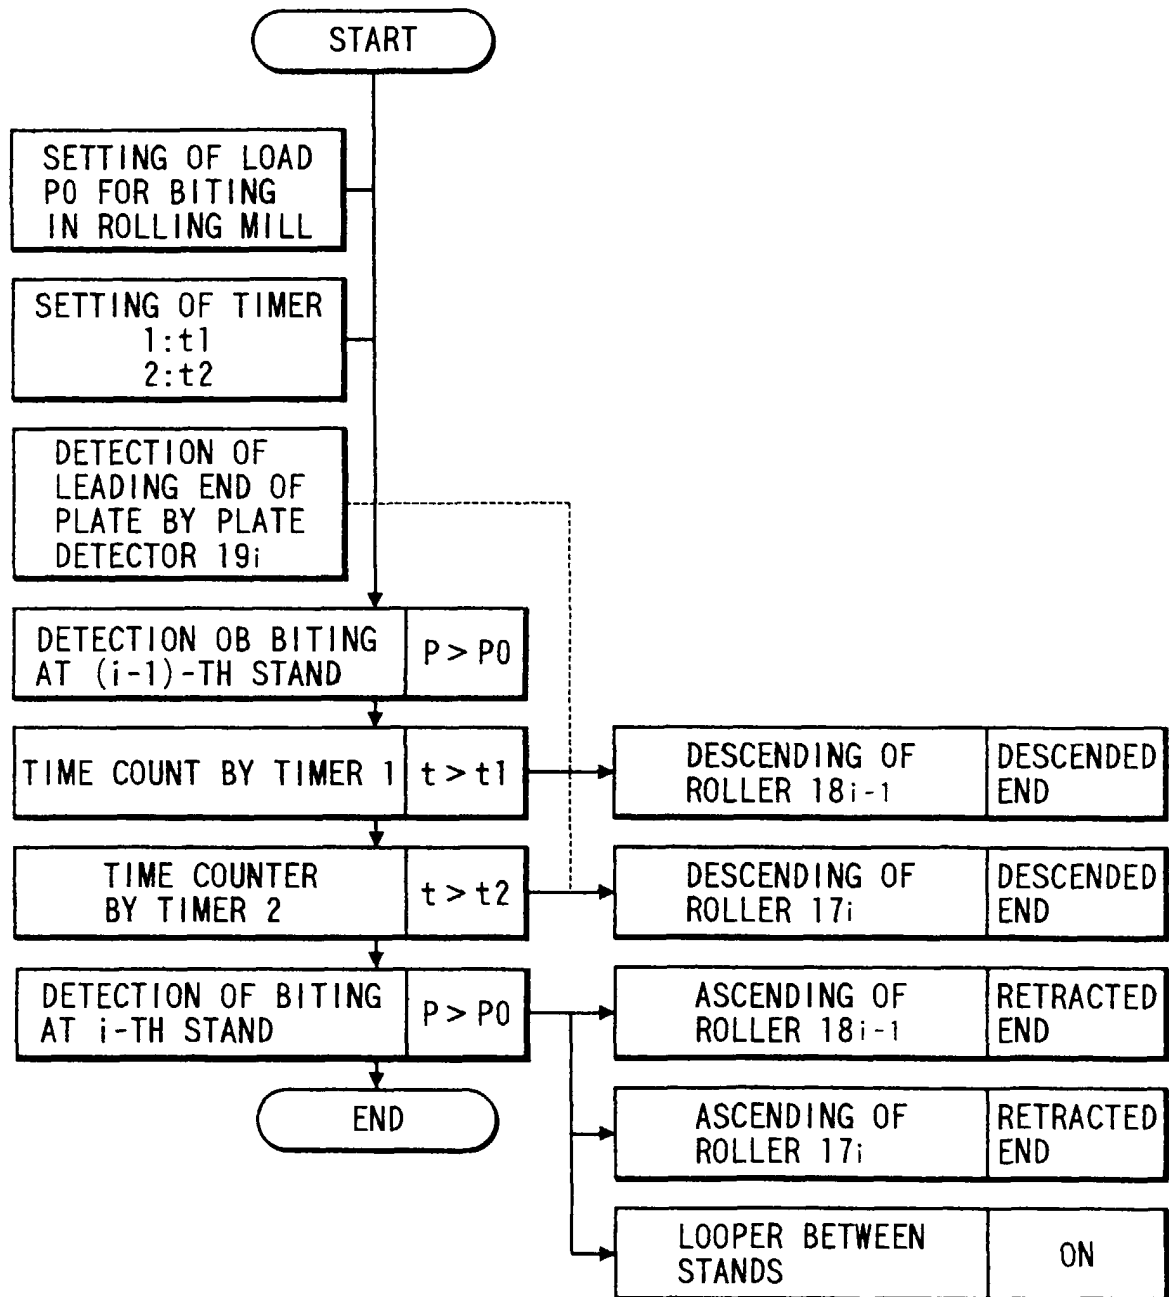 START
SETTING OF LOAD
P0 FOR BITING
IN ROLLING MILL
SETTING OF TIMER
1:t1
2:t2
DETECTION OF
LEADING END OF
PLATE BY PLATE
DETECTOR 19i
DETECTION OB BITING
AT (i-1)-TH STAND
P > P0
TIME COUNT BY TIMER 1
t > t1
DESCENDING OF
ROLLER 18i-1
DESCENDED
END
TIME COUNTER
BY TIMER 2
t > t2
DESCENDING OF
ROLLER 17i
DESCENDED
END
DETECTION OF BITING
AT i-TH STAND
P > P0
ASCENDING OF
ROLLER 18i-1
RETRACTED
END
END
ASCENDING OF
ROLLER 17i
RETRACTED
END
LOOPER BETWEEN
STANDS
ON